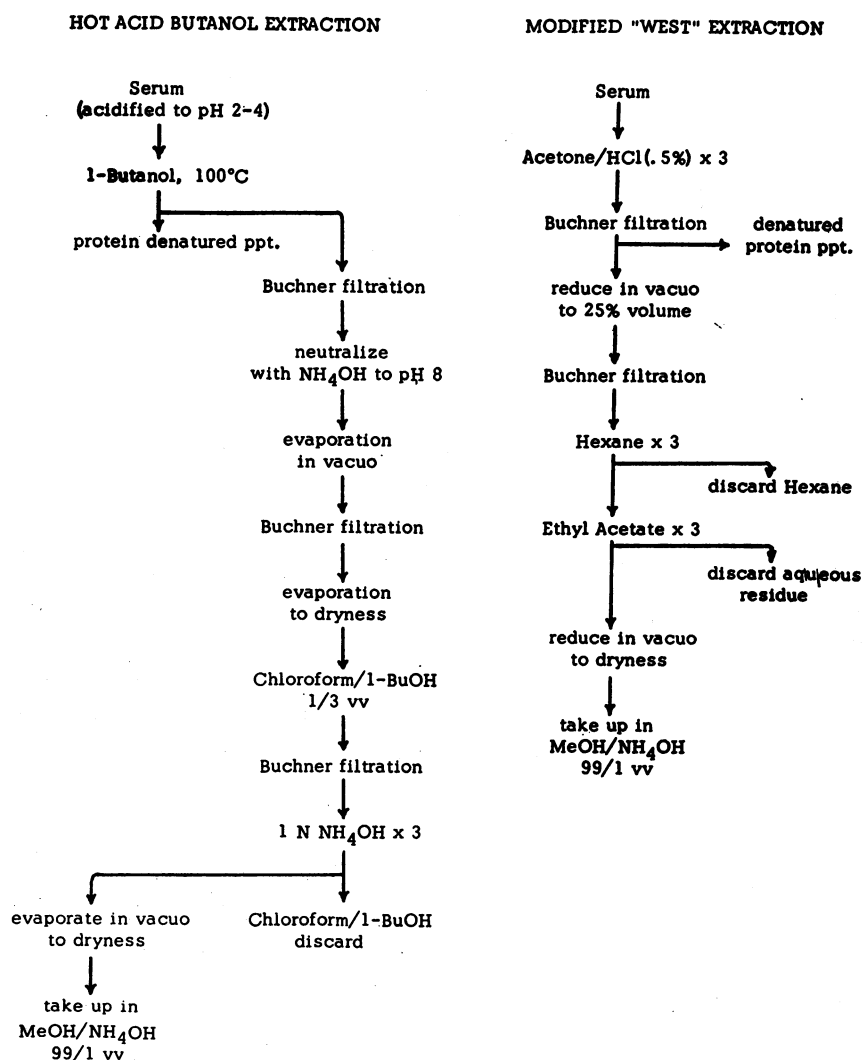 HOT ACID BUTANOL EXTRACTION
Serum
(acidified to pH 2-4)
1-Butanol, 100°C
protein denatured ppt.
Buchner filtration
neutralize
with NH4OH to pH 8
evaporation
in vacuo
Buchner filtration
evaporation
to dryness
Chloroform/1-BuOH
1/3 vv
Buchner filtration
1 N NH4OH x 3
evaporate in vacuo
to dryness
Chloroform/1-BuOH
discard
take up in
MeOH/NH4OH
99/1 vv
MODIFIED "WEST" EXTRACTION
Serum
Acetone/HCl(.5%) x 3
Buchner filtration
denatured
protein ppt.
reduce in vacuo
to 25% volume
Buchner filtration
Hexane x 3
discard Hexane
Ethyl Acetate x 3
discard aqueous
residue
reduce in vacuo
to dryness
take up in
MeOH/NH4OH
99/1 vv